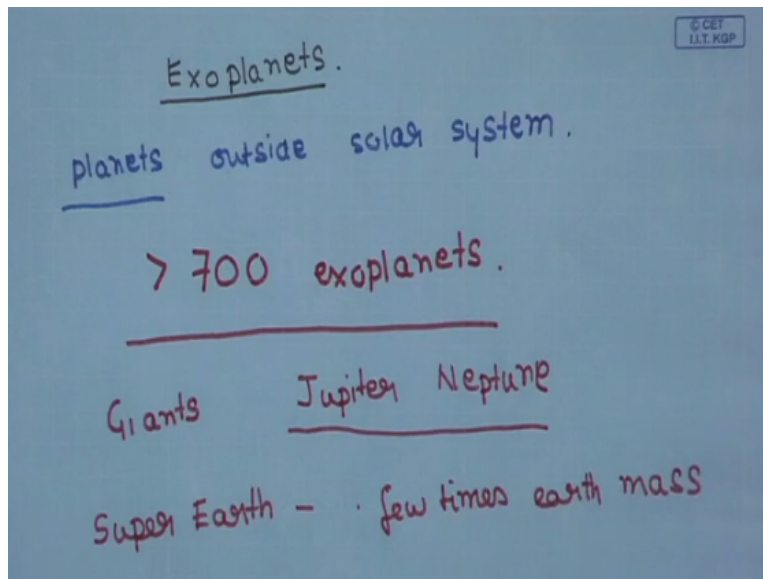 © CET
I.I.T. KGP
Exoplanets.
planets outside solar system.
> 700 exoplanets.
Giants Jupiter Neptune
Super Earth - . few times earth mass